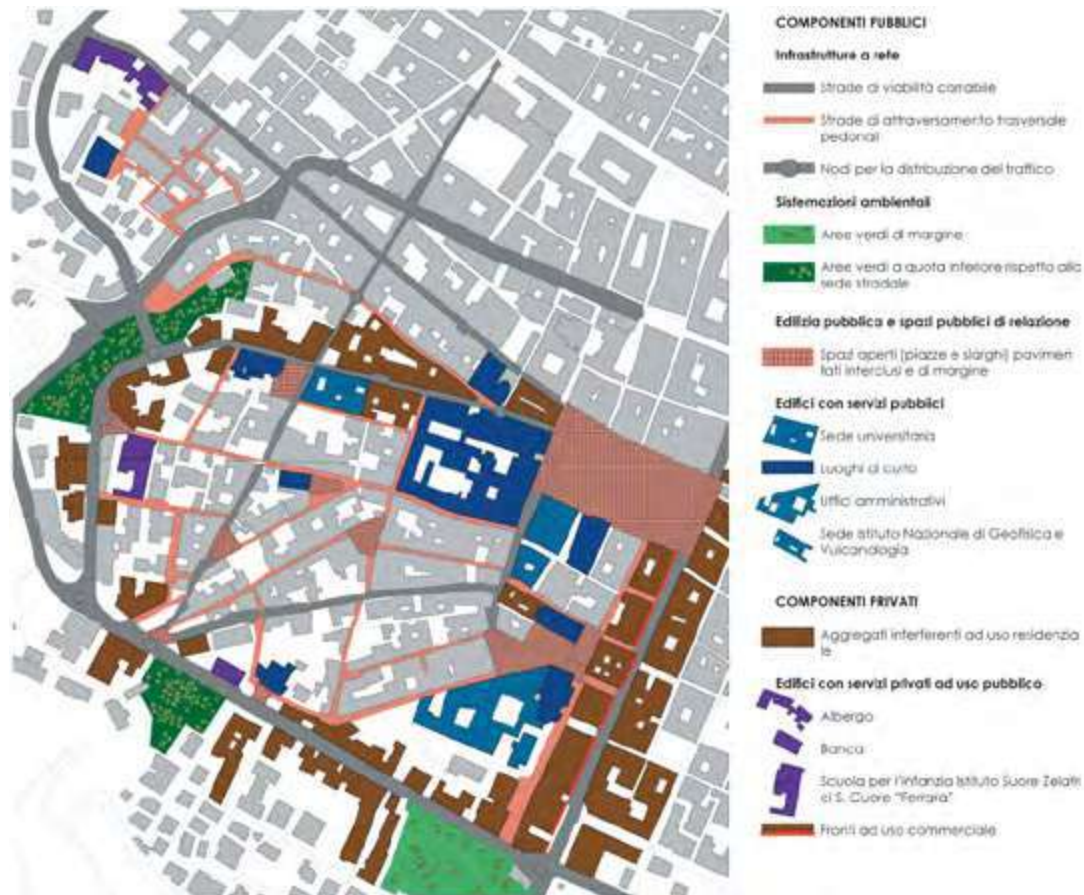 COMPONENTI PUBBLICI
Infrastrutture a rete
Strade di viabilità carrabile
Strade di attraversamento trasversale
pedonali
Nodi per la distribuzione del traffico
Sistemazioni ambientali
Aree verdi di margine
Aree verdi a quota inferiore rispetto alla
sede stradale
Edilizia pubblica e spazi pubblici di relazione
Spazi aperti (piazze e slarghi) pavimen
tati interclusi e di margine
Edifici con servizi pubblici
Sede universitaria
Luoghi di culto
Uffici amministrativi
Sede Istituto Nazionale di Geofisica e
Vulcanologia
COMPONENTI PRIVATI
Aggregati interferenti ad uso residenzia
le
Edifici con servizi privati ad uso pubblico
Albergo
Banca
Scuola per l'infanzia Istituto Suore Zelatri
ci S. Cuore "Ferrara"
Fronti ad uso commerciale